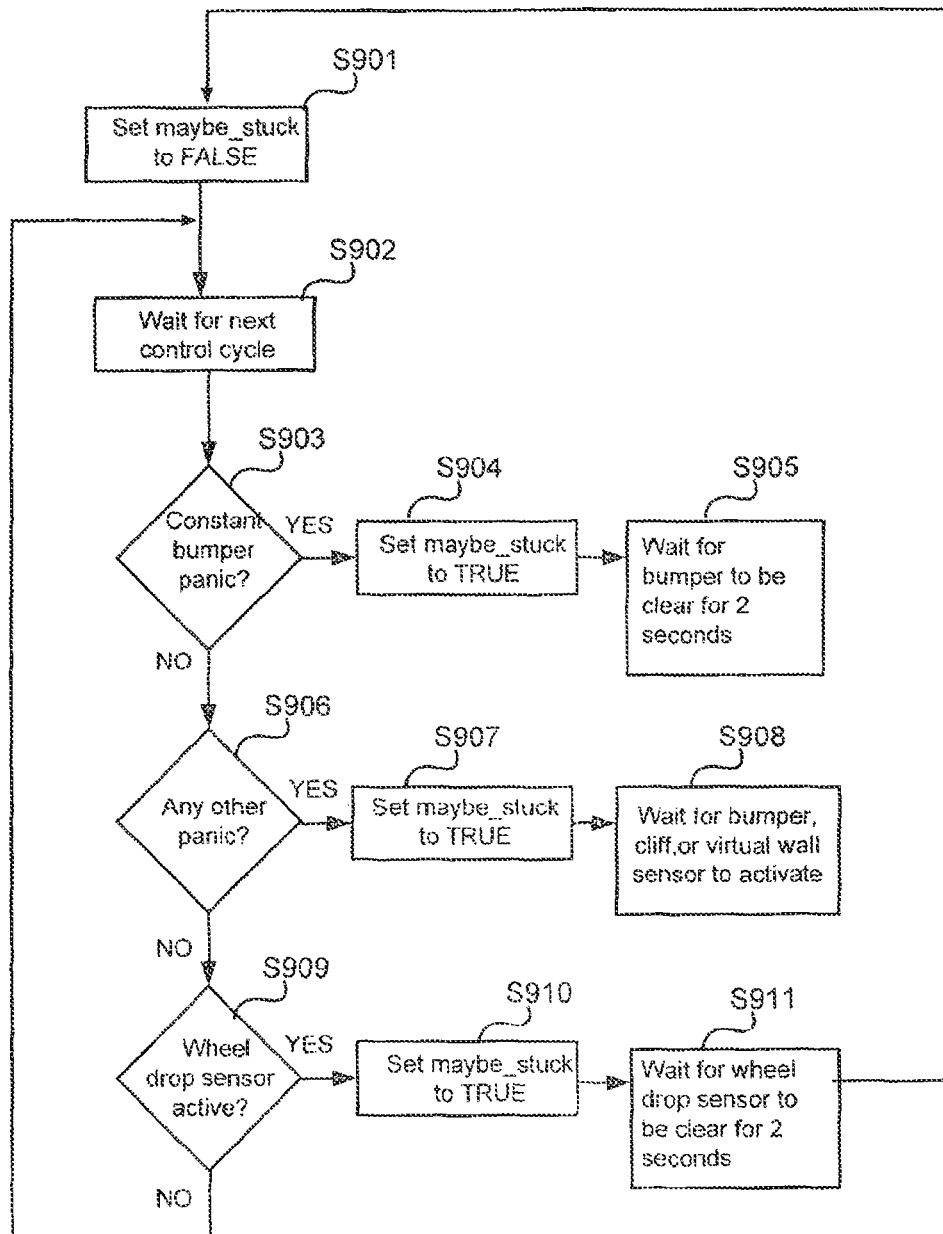 S901
Set maybe_stuck
to FALSE
S902
Wait for next
control cycle
S903
Constant
bumper
panic?
YES
NO
S904
Set maybe_stuck
to TRUE
S905
Wait for
bumper to be
clear for 2
seconds
S906
Any other
panic?
YES
NO
S907
Set maybe_stuck
to TRUE
S908
Wait for bumper,
cliff,or virtual wall
sensor to activate
S909
Wheel
drop sensor
active?
YES
NO
S910
Set maybe_stuck
to TRUE
S911
Wait for wheel
drop sensor to
be clear for 2
seconds